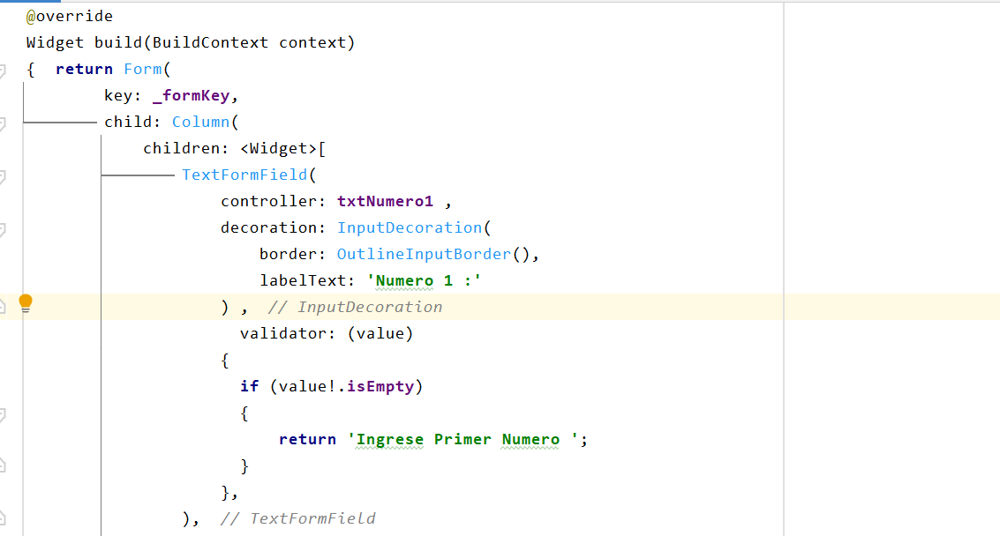 @override
Widget build(BuildContext context)
{  return Form(
        key: _formKey,
        child: Column(
            children: <Widget>[
                TextFormField(
                    controller: txtNumero1 ,
                    decoration: InputDecoration(
                        border: OutlineInputBorder(),
                        labelText: 'Numero 1 :'
                    ) ,  // InputDecoration
                      validator: (value)
                    {
                      if (value!.isEmpty)
                      {
                          return 'Ingrese Primer Numero ';
                      }
                    },
                ),  // TextFormField